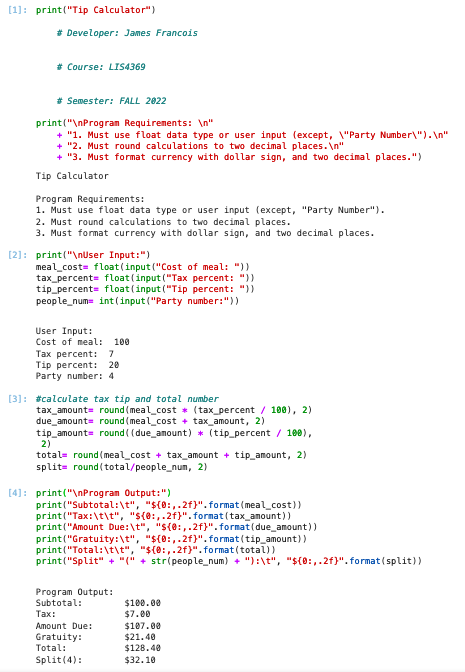 [1]: print("Tip Calculator")
# Developer: James Francois
# Course: LIS4369
# Semester: FALL 2022
print("\nProgram Requirements: \n"
+ "1. Must use float data type or user input (except, \"Party Number\").\n"
+ "2. Must round calculations to two decimal places.\n"
+ "3. Must format currency with dollar sign, and two decimal places.")
Tip Calculator
Program Requirements:
1. Must use float data type or user input (except, "Party Number").
2. Must round calculations to two decimal places.
3. Must format currency with dollar sign, and two decimal places.
[2]: print("\nUser Input:")
meal_cost= float(input("Cost of meal: "))
tax_percent= float(input("Tax percent: "))
tip_percent= float(input("Tip percent: "))
people_num= int(input("Party number:"))
User Input:
Cost of meal:  100
Tax percent:  7
Tip percent:  20
Party number: 4
[3]: #calculate tax tip and total number
tax_amount= round(meal_cost * (tax_percent / 100), 2)
due_amount= round(meal_cost + tax_amount, 2)
tip_amount= round((due_amount) * (tip_percent / 100),
2)
total= round(meal_cost + tax_amount + tip_amount, 2)
split= round(total/people_num, 2)
[4]: print("\nProgram Output:")
print("Subtotal:\t", "${0:,.2f}".format(meal_cost))
print("Tax:\t\t", "${0:,.2f}".format(tax_amount))
print("Amount Due:\t", "${0:,.2f}".format(due_amount))
print("Gratuity:\t", "${0:,.2f}".format(tip_amount))
print("Total:\t\t", "${0:,.2f}".format(total))
print("Split" + "(" + str(people_num) + "):\t", "${0:,.2f}".format(split))
Program Output:
Subtotal: $100.00
Tax: $7.00
Amount Due: $107.00
Gratuity: $21.40
Total: $128.40
Split(4): $32.10